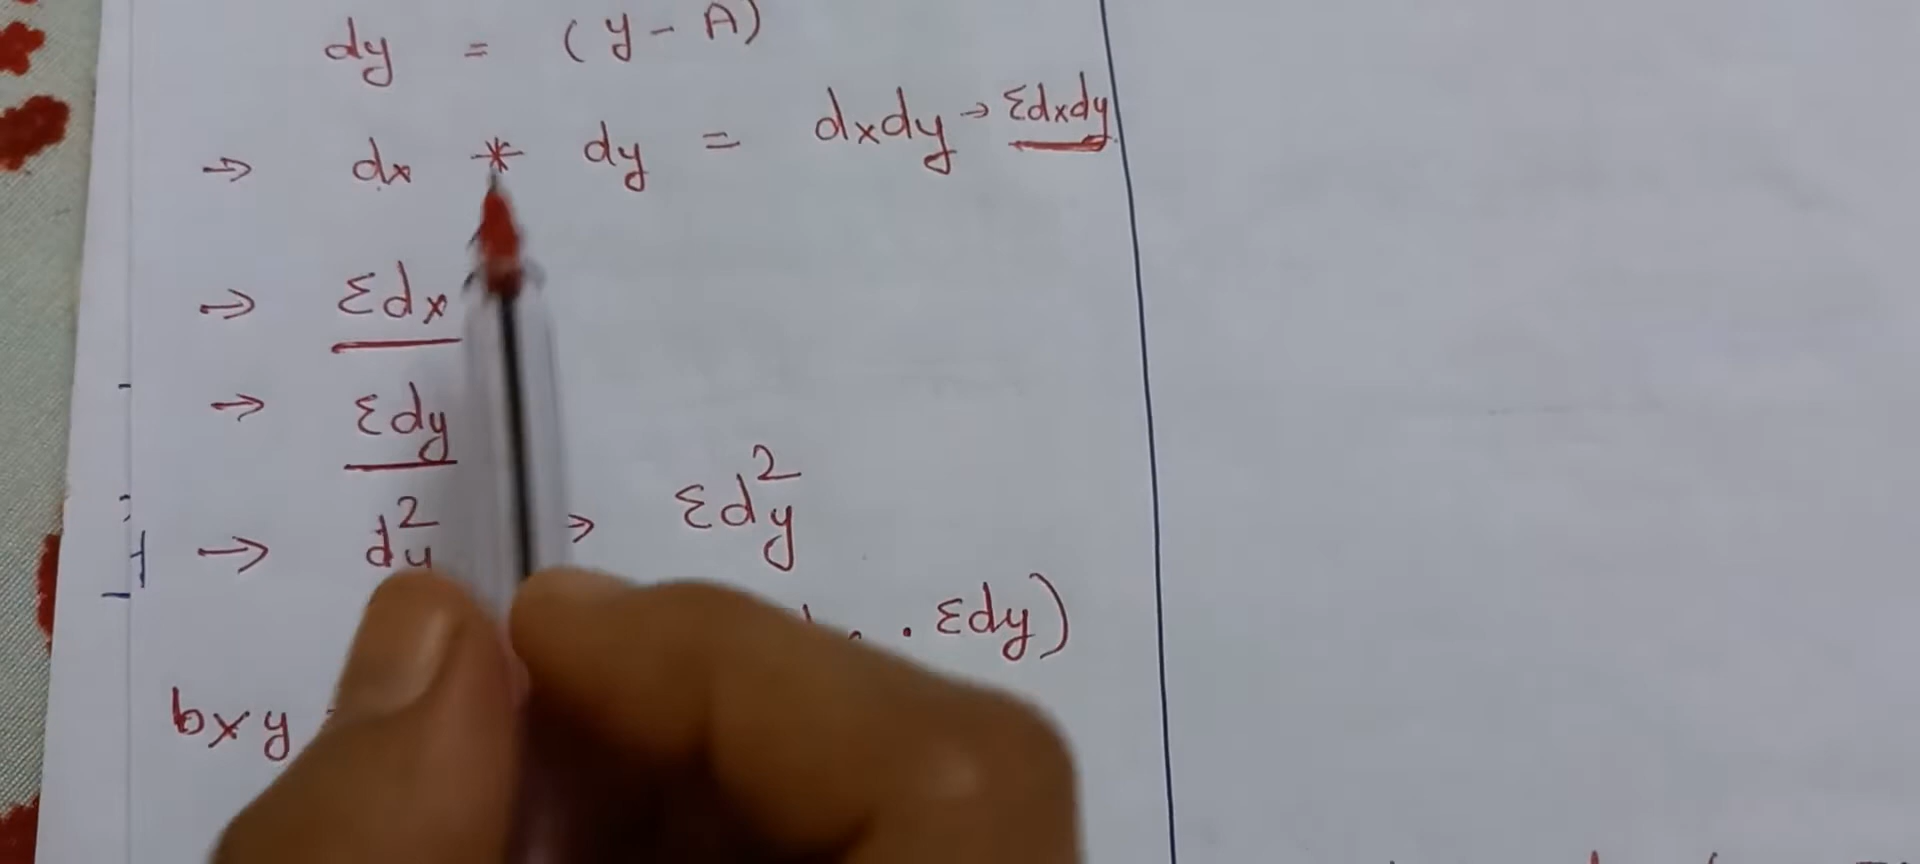 dy = (y - A)
→ dx * dy = dxdy → Σdxdy
→ Σdx
→ Σdy
→ d²y → Σd²y
. Σdy)
bxy